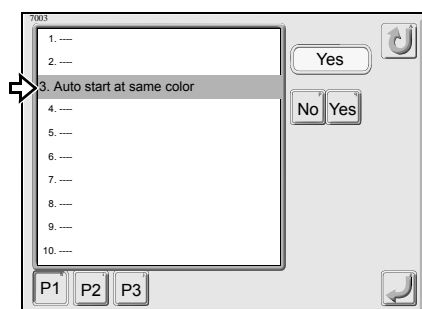 7003
1. ----
2. ----
Yes
3. Auto start at same color
4. ----
No Yes
5. ----
6. ----
7. ----
8. ----
9. ----
10. ----
P1 P2 P3